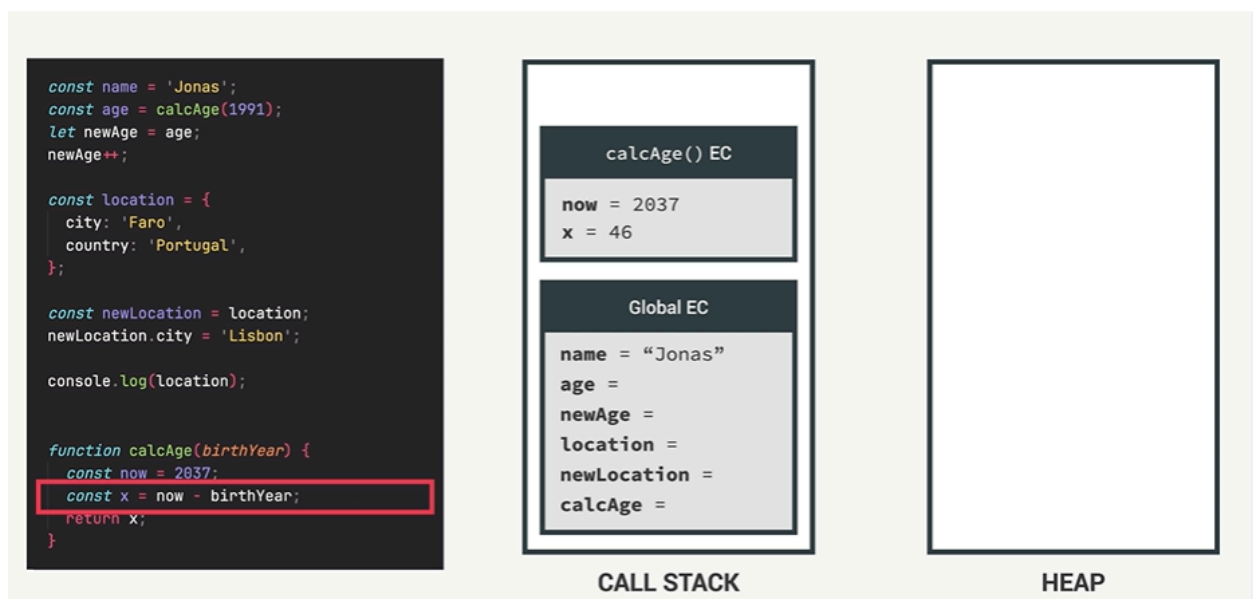 const name = 'Jonas';
const age = calcAge(1991);
let newAge = age;
newAge++;
const location = {
city: 'Faro',
country: 'Portugal',
};
const newLocation = location;
newLocation.city = 'Lisbon';
console.log(location);
function calcAge(birthYear) {
const now = 2037;
const x = now - birthYear;
return x;
}
calcAge() EC
now = 2037
x = 46
Global EC
name = “Jonas”
age =
newAge =
location =
newLocation =
calcAge =
CALL STACK
HEAP